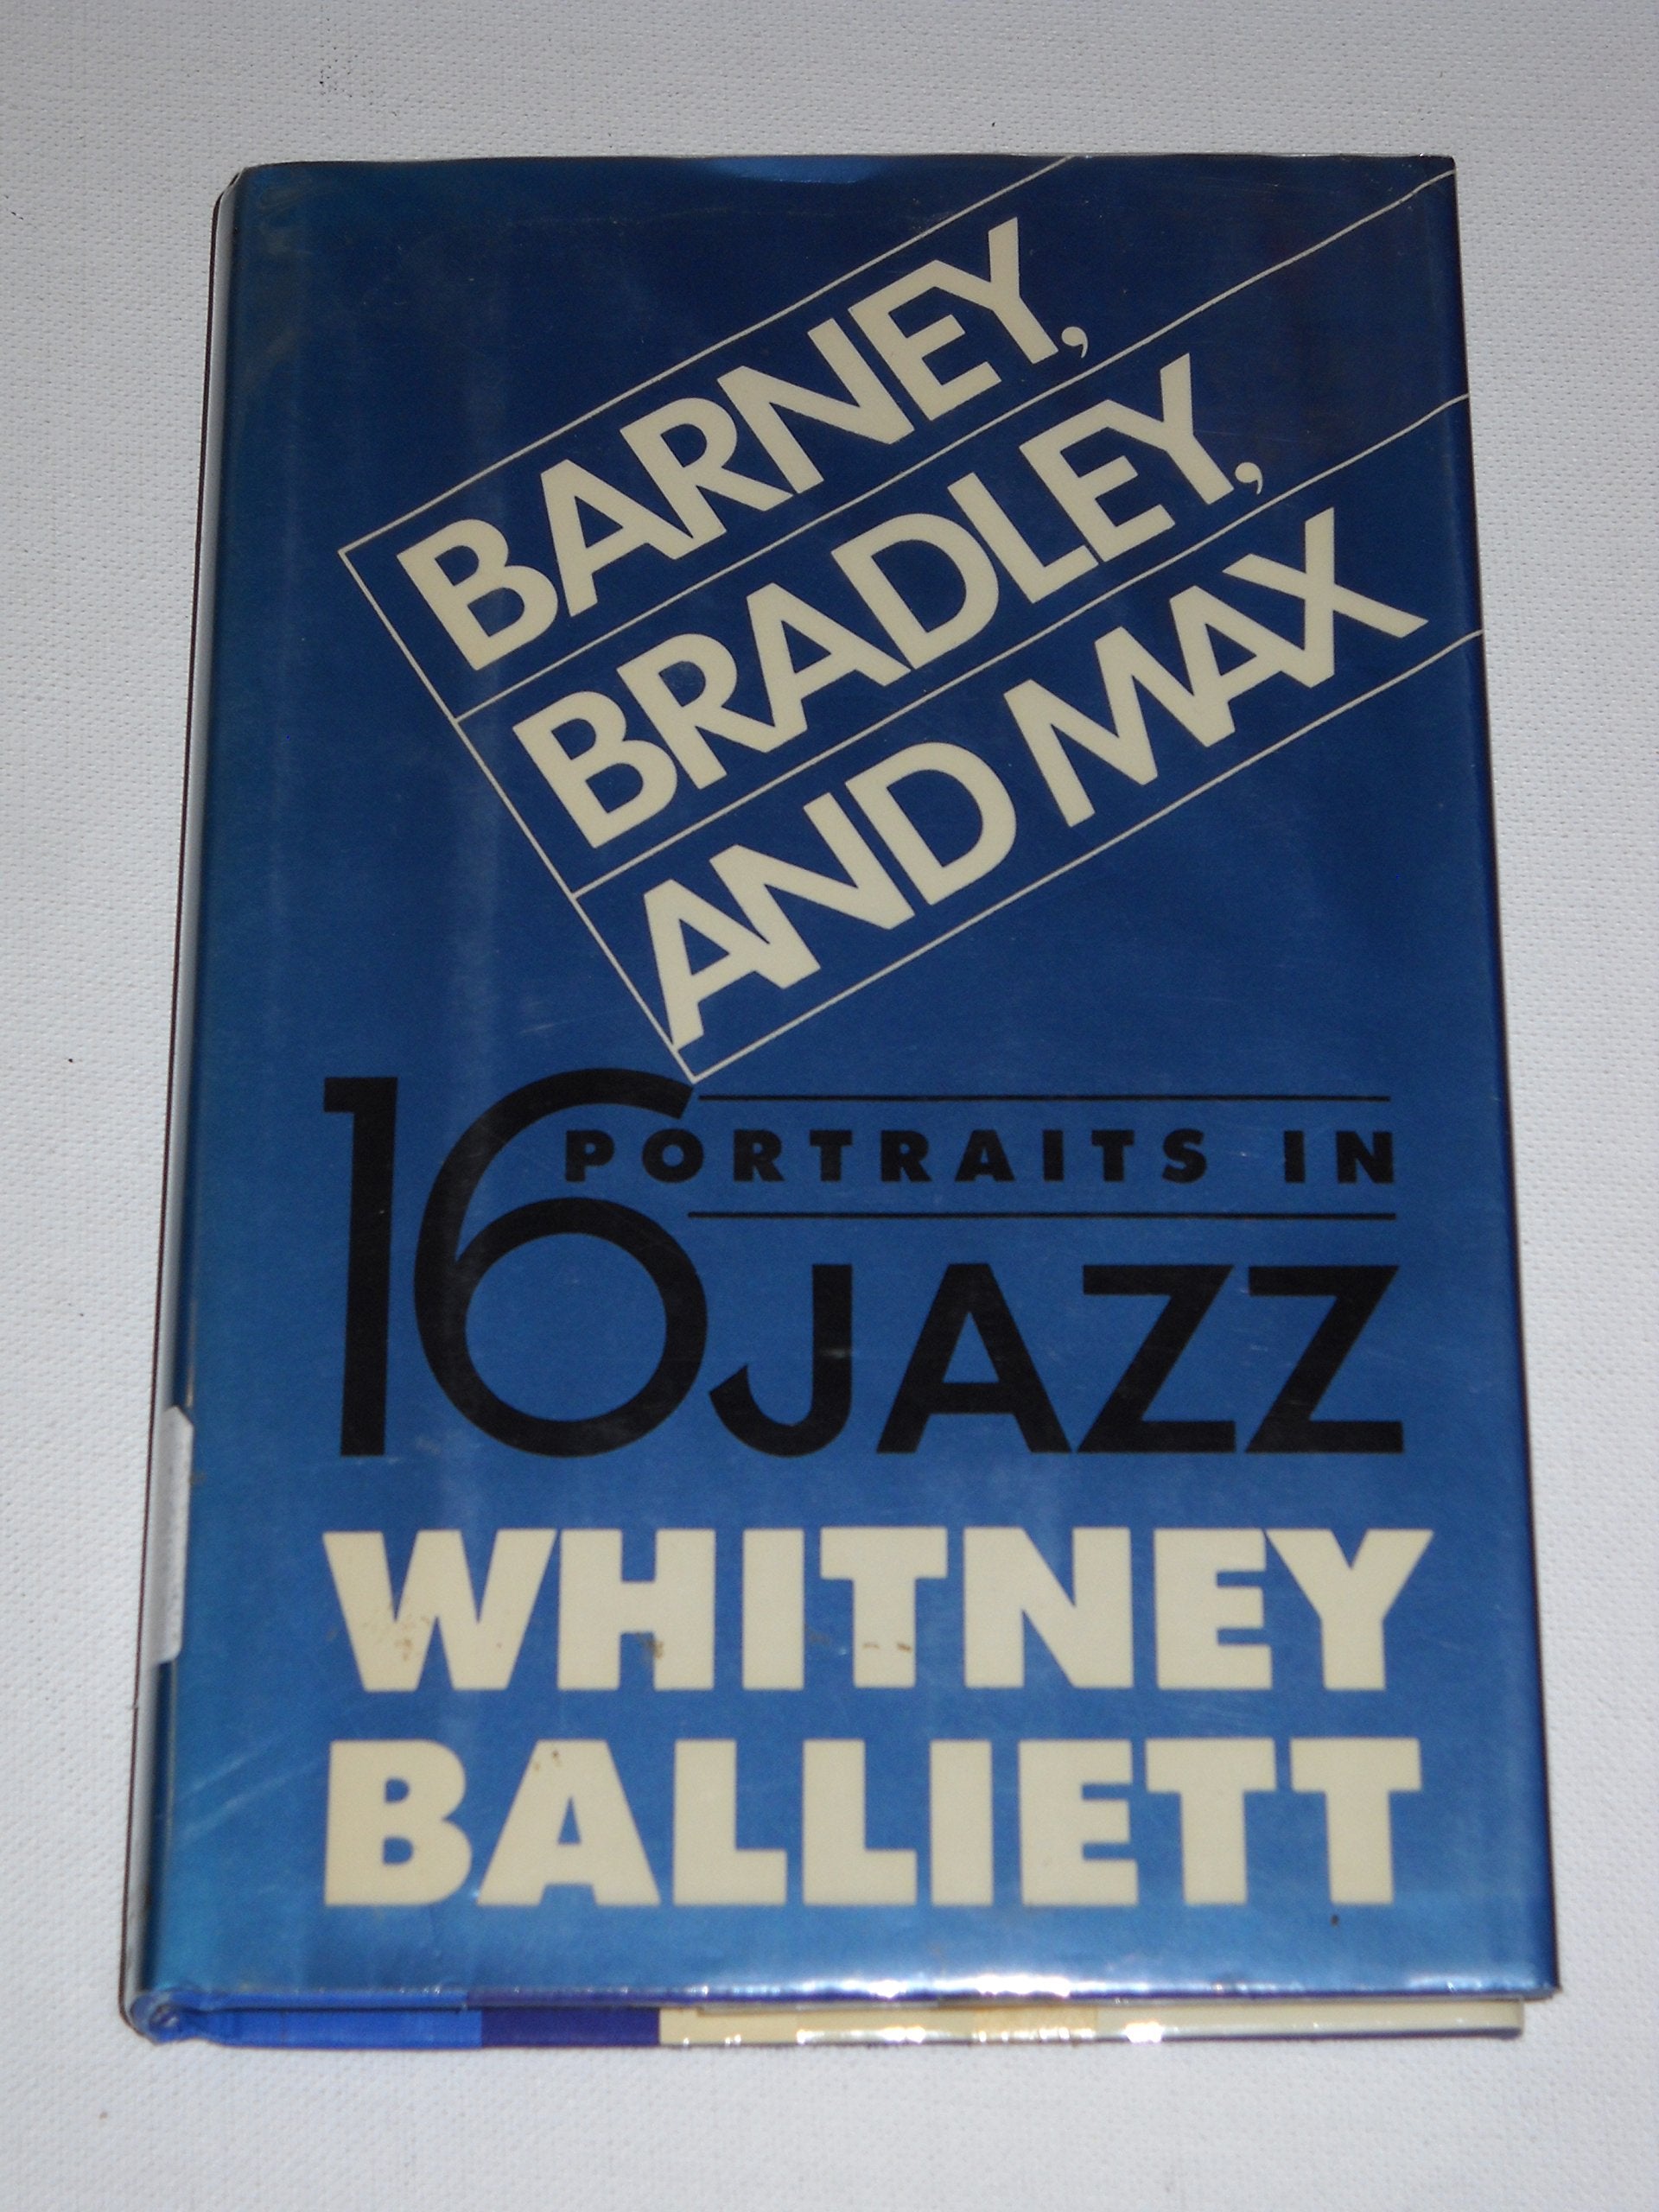 BARNEY,
BRADLEY,
AND MAX
16 PORTRAITS IN
JAZZ
WHITNEY
BALLIETT